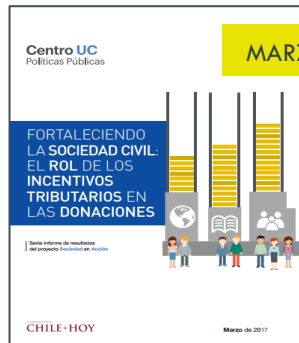 Centro UC
Políticas Públicas
MARZ
FORTALECIENDO
LA SOCIEDAD CIVIL:
EL ROL DE LOS
INCENTIVOS
TRIBUTARIOS EN
LAS DONACIONES
Sexto informe de resultados
del proyecto Sociedad en Acción
CHILE+HOY
Marzo de 2017